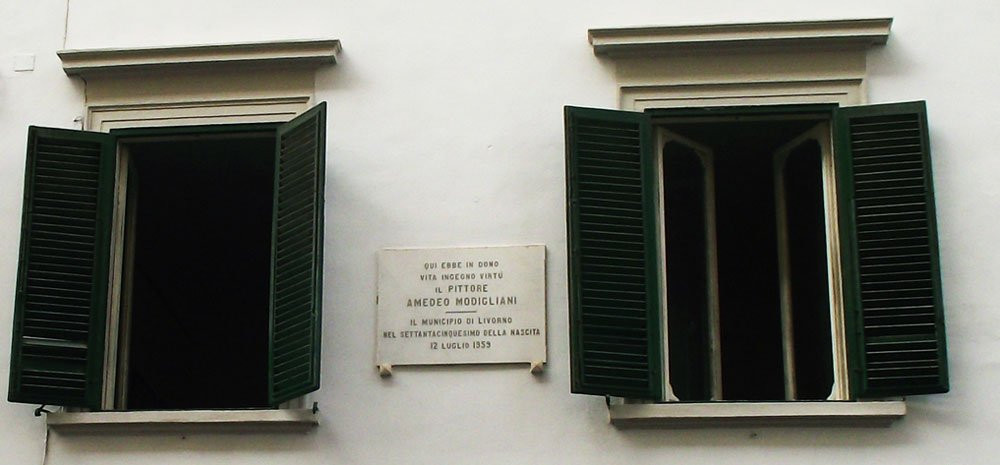 QUI EBBE IN DONO
VITA INGEGNO VIRTÙ
IL PITTORE
AMEDEO MODIGLIANI
IL MUNICIPIO DI LIVORNO
NEL SETTANTACINQUESIMO DELLA NASCITA
12 LUGLIO 1959